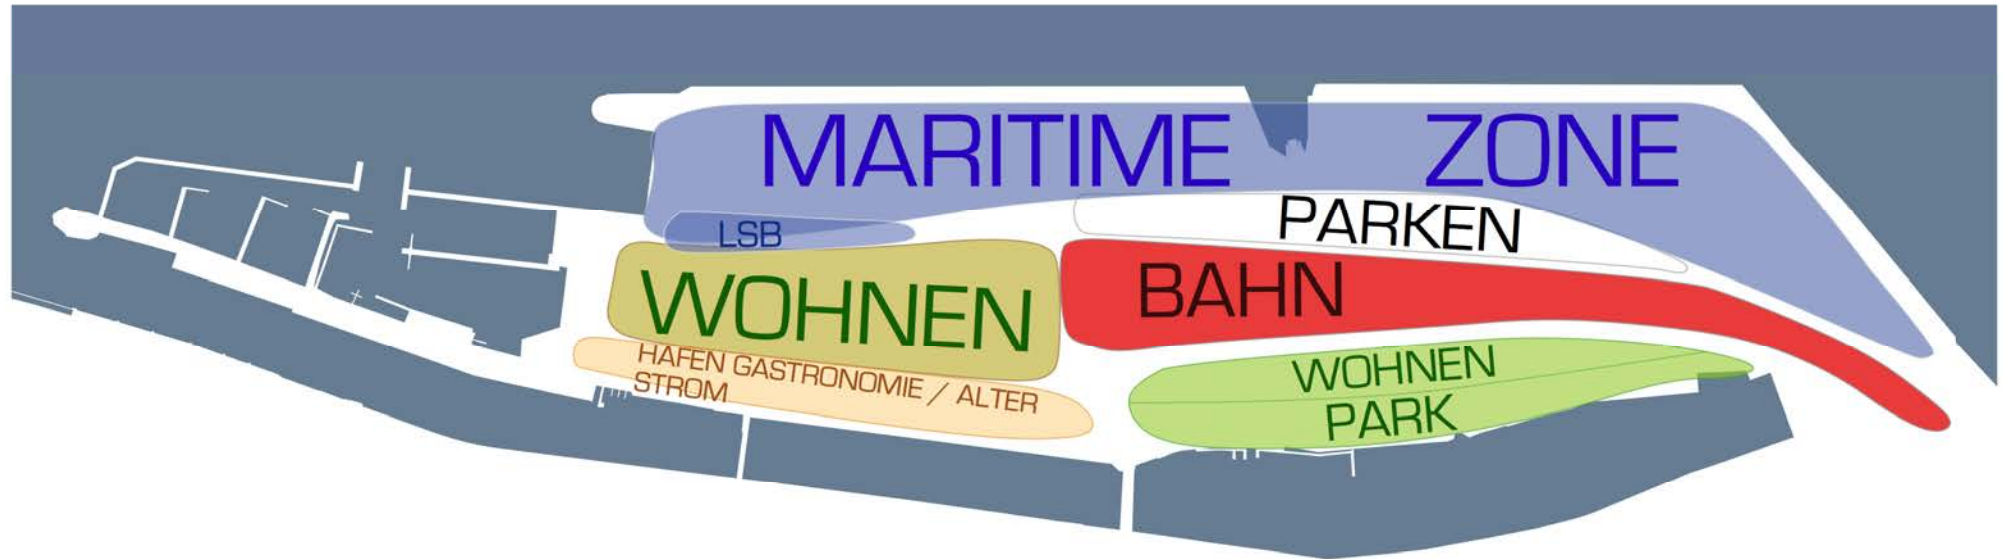 MARITIME ZONE
PARKEN
LSB
WOHNEN
BAHN
HAFEN GASTRONOMIE / ALTER
STROM
WOHNEN
PARK